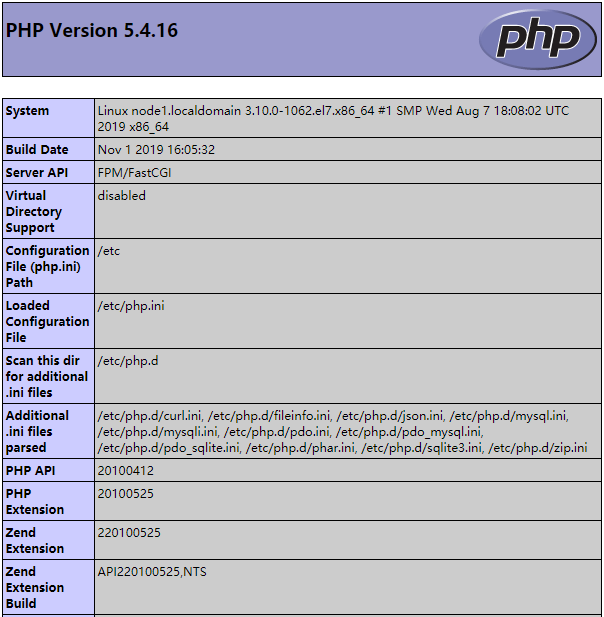 PHP Version 5.4.16
php
System
Linux node1.localdomain 3.10.0-1062.el7.x86_64 #1 SMP Wed Aug 7 18:08:02 UTC
2019 x86_64
Build Date
Nov 1 2019 16:05:32
Server API
FPM/FastCGI
Virtual
Directory
Support
disabled
Configuration
File (php.ini)
Path
/etc
Loaded
Configuration
File
/etc/php.ini
Scan this dir
for additional
.ini files
/etc/php.d
Additional
.ini files
parsed
/etc/php.d/curl.ini, /etc/php.d/fileinfo.ini, /etc/php.d/json.ini, /etc/php.d/mysql.ini,
/etc/php.d/mysqli.ini, /etc/php.d/pdo.ini, /etc/php.d/pdo_mysql.ini,
/etc/php.d/pdo_sqlite.ini, /etc/php.d/phar.ini, /etc/php.d/sqlite3.ini, /etc/php.d/zip.ini
PHP API
20100412
PHP
Extension
20100525
Zend
Extension
220100525
Zend
Extension
Build
API220100525,NTS